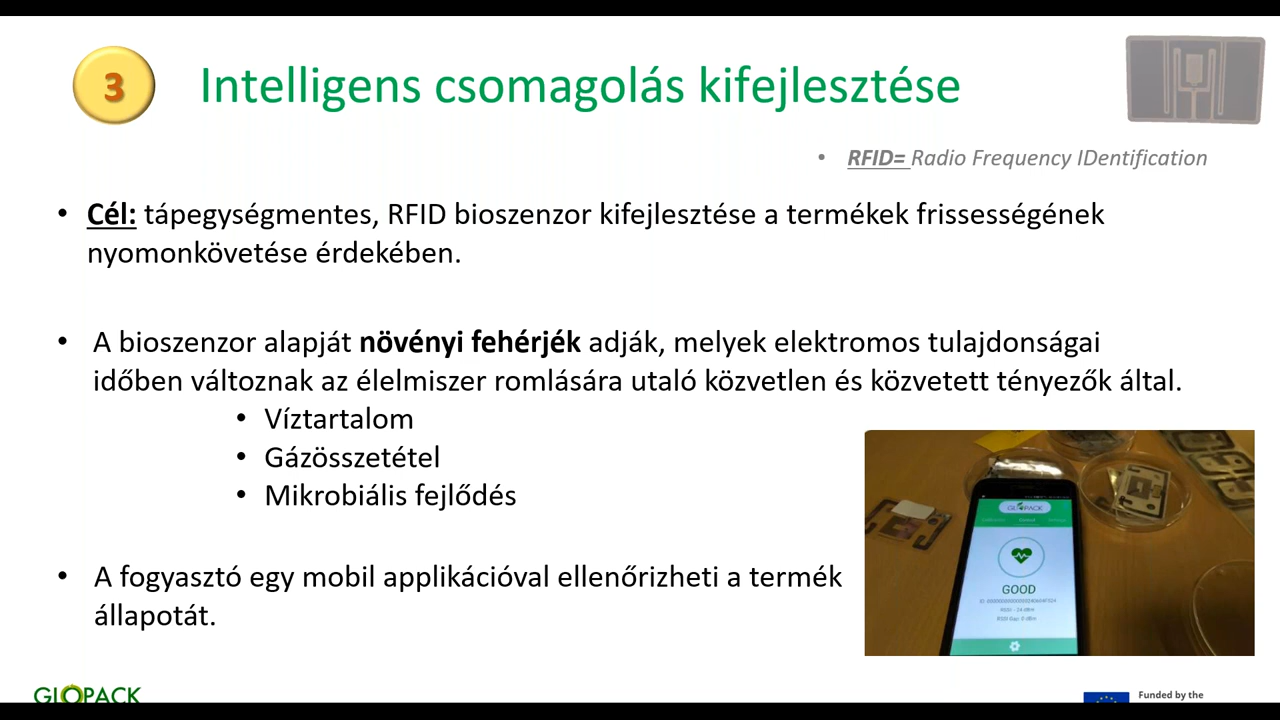 3
Intelligens csomagolás kifejlesztése
• RFID= Radio Frequency IDentification
• Cél: tápegységmentes, RFID bioszenzor kifejlesztése a termékek frissességének
nyomonkövetése érdekében.
• A bioszenzor alapját növényi fehérjék adják, melyek elektromos tulajdonságai
időben változnak az élelmiszer romlására utaló közvetlen és közvetett tényezők által.
• Víztartalom
• Gázösszetétel
• Mikrobiális fejlődés
• A fogyasztó egy mobil applikációval ellenőrizheti a termék
állapotát.
GLOPACK
GOOD
GLOPACK
Funded by the